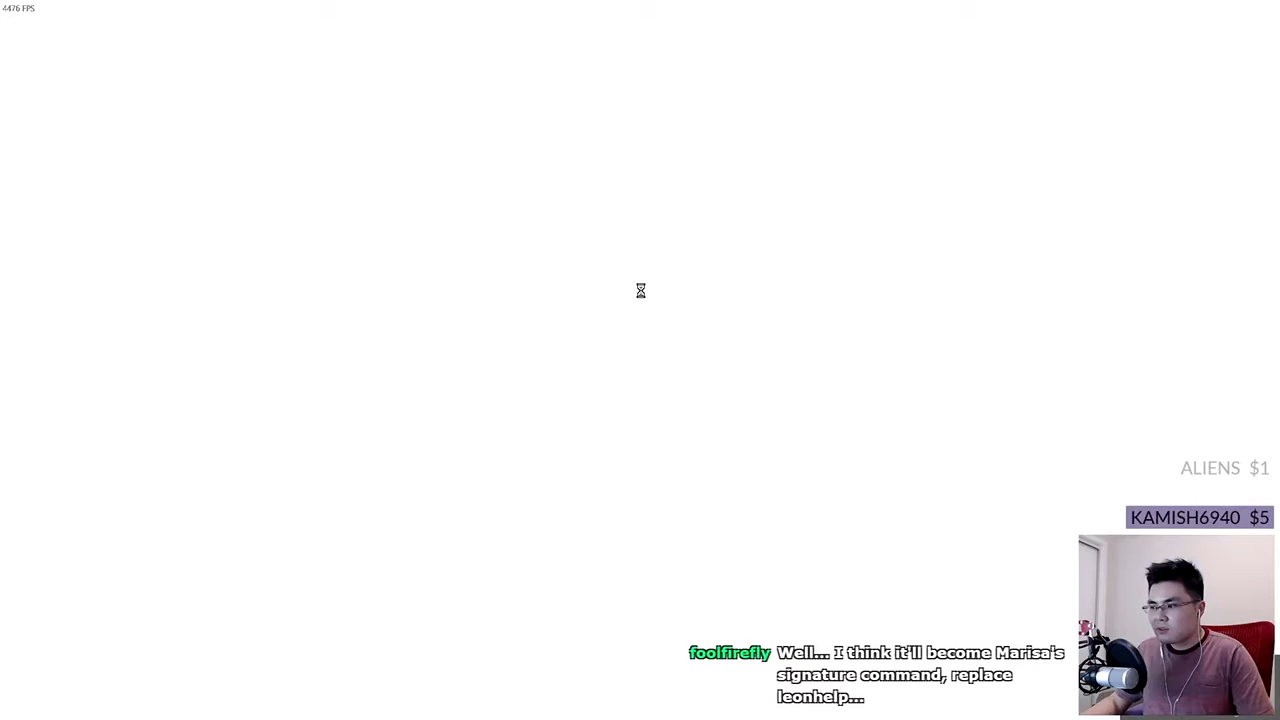 4476 FPS
ALIENS $1
KAMISH6940 $5
foolfirefly Well... I think it'll become Marisa's
signature command, replace
leonhelp...